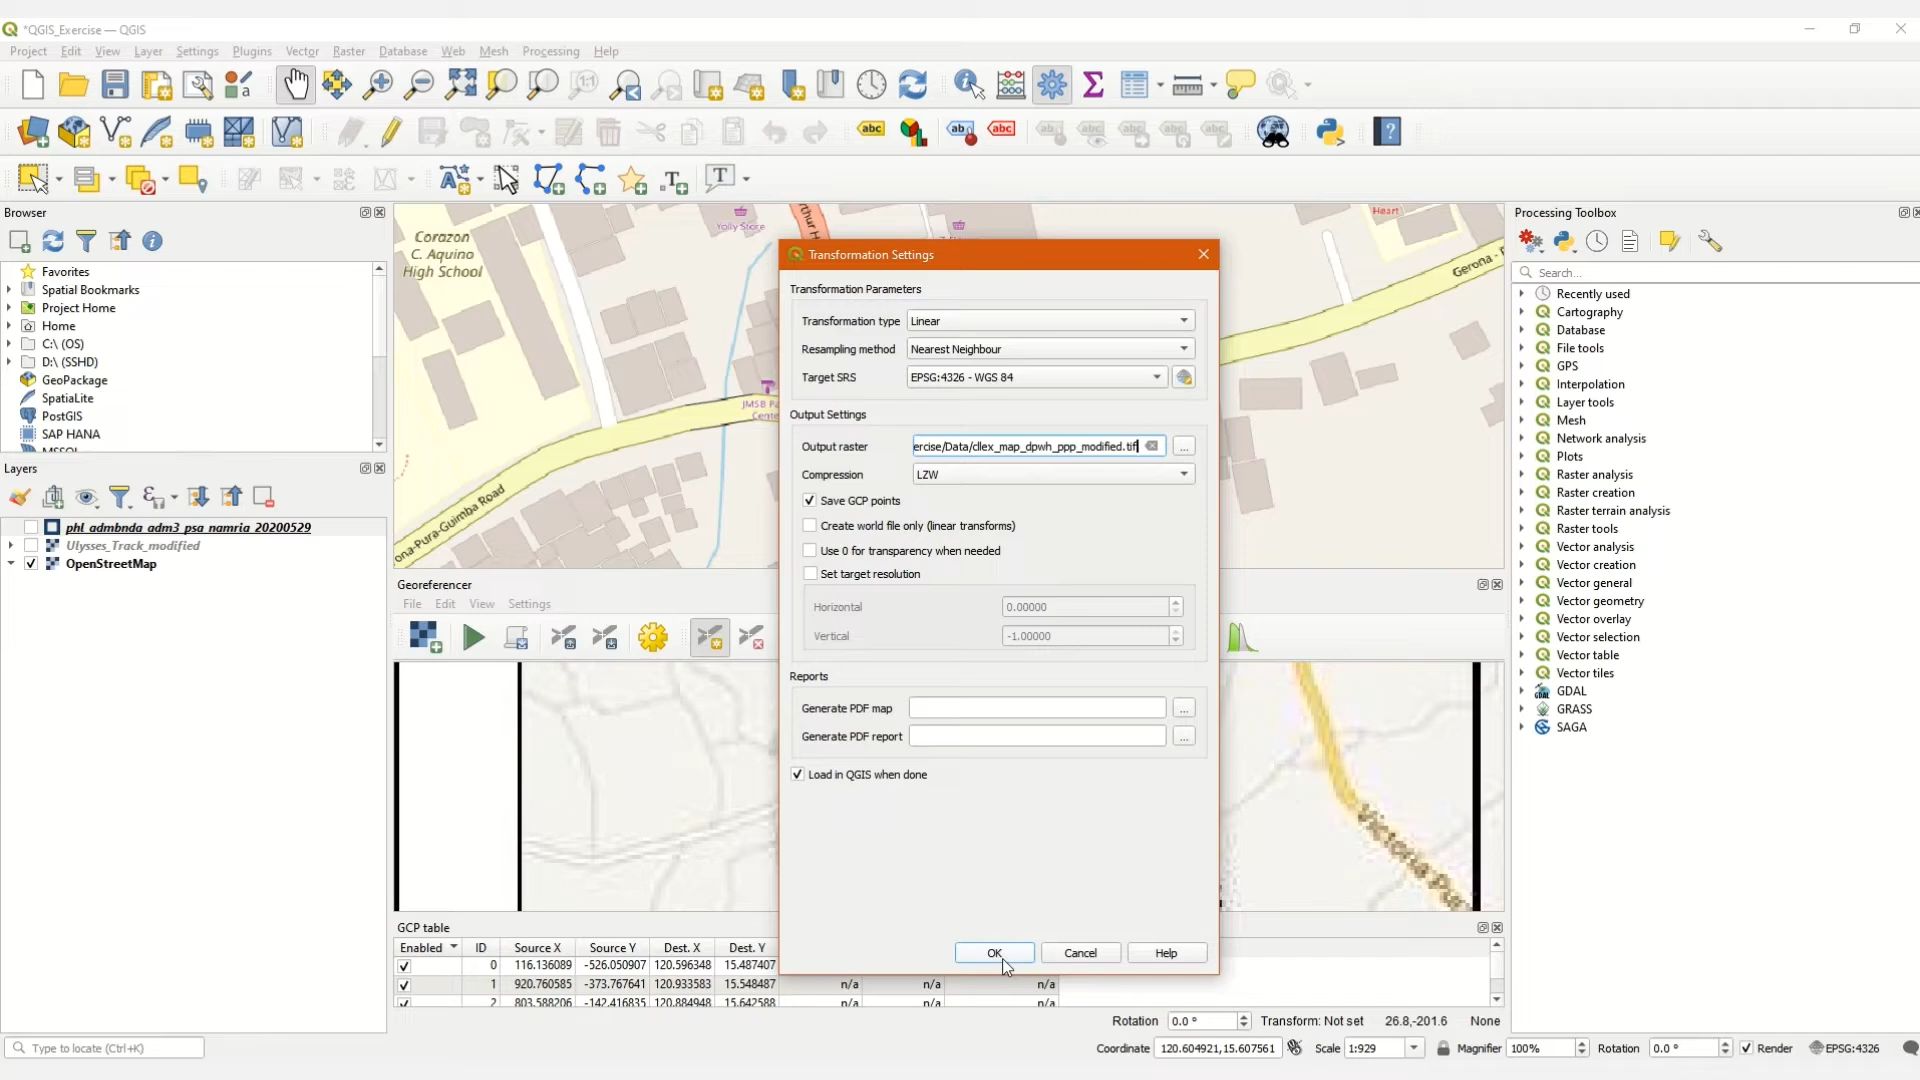 *QGIS_Exercise — QGIS
Project Edit View Layer Settings Plugins Vector Raster Database Web Mesh Processing Help
Browser
Favorites
Spatial Bookmarks
Project Home
Home
C:\ (OS)
D:\ (SSHD)
GeoPackage
SpatiaLite
PostGIS
SAP HANA
Layers
phl_admbnda_adm3_psa_namria_20200529
Ulysses_Track_modified
OpenStreetMap
Type to locate (Ctrl+K)
Corazon
C. Aquino
High School
Yolly Store
Heart
Gerona -
ona-Pura-Guimba Road
Transformation Settings
Transformation Parameters
Transformation type Linear
Resampling method Nearest Neighbour
Target SRS EPSG:4326 - WGS 84
Output Settings
Output raster ercise/Data/cllex_map_dpwh_ppp_modified.tif
Compression LZW
Save GCP points
Create world file only (linear transforms)
Use 0 for transparency when needed
Set target resolution
Horizontal 0.00000
Vertical -1.00000
Reports
Generate PDF map
Generate PDF report
Load in QGIS when done
OK Cancel Help
Georeferencer
File Edit View Settings
GCP table
Enabled ID Source X Source Y Dest. X Dest. Y
0 116.136089 -526.050907 120.596348 15.487407
1 920.760585 -373.767641 120.933583 15.548487 n/a n/a n/a
2 803.588206 -142.416835 120.884948 15.642588 n/a n/a n/a
Rotation 0.0 ° Transform: Not set 26.8,-201.6 None
Coordinate 120.604921,15.607561 Scale 1:929 Magnifier 100% Rotation 0.0 ° Render EPSG:4326
Processing Toolbox
Search...
Recently used
Cartography
Database
File tools
GPS
Interpolation
Layer tools
Mesh
Network analysis
Plots
Raster analysis
Raster creation
Raster terrain analysis
Raster tools
Vector analysis
Vector creation
Vector general
Vector geometry
Vector overlay
Vector selection
Vector table
Vector tiles
GDAL
GRASS
SAGA